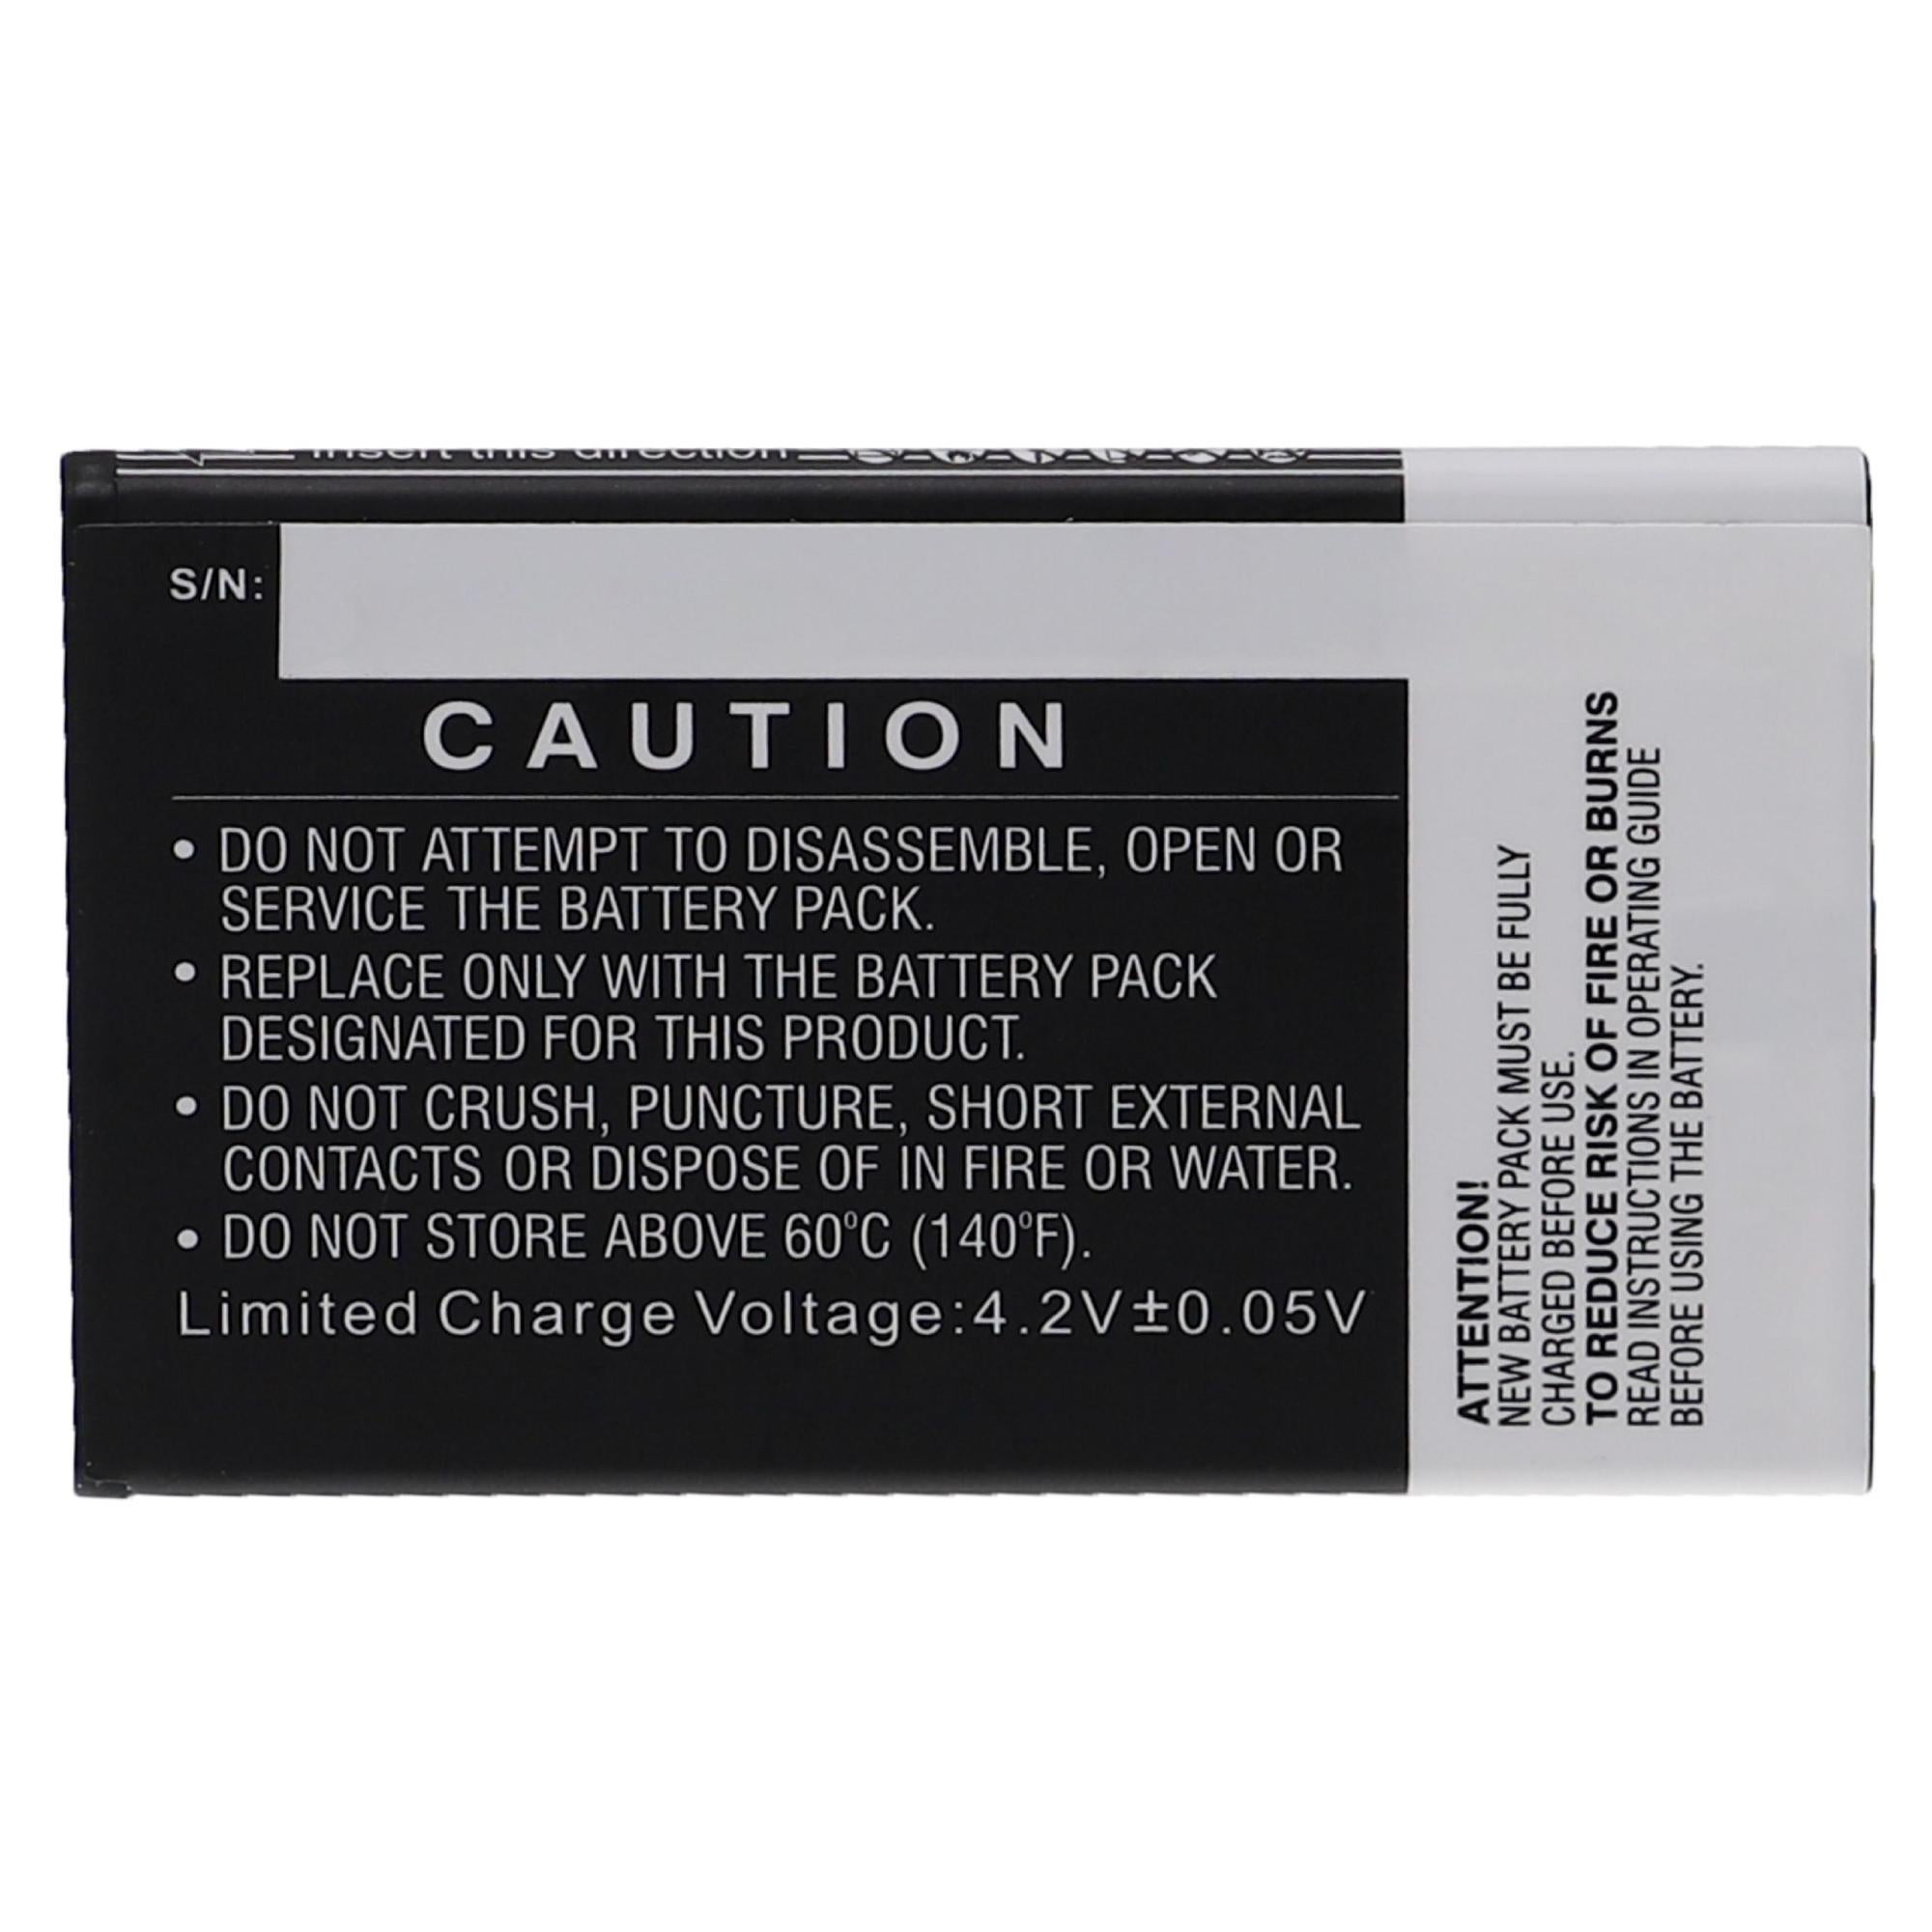 Insert this direction
S/N:
CAUTION
• DO NOT ATTEMPT TO DISASSEMBLE, OPEN OR
SERVICE THE BATTERY PACK.
• REPLACE ONLY WITH THE BATTERY PACK
DESIGNATED FOR THIS PRODUCT.
• DO NOT CRUSH, PUNCTURE, SHORT EXTERNAL
CONTACTS OR DISPOSE OF IN FIRE OR WATER.
• DO NOT STORE ABOVE 60°C (140°F).
Limited Charge Voltage:4.2V±0.05V
ATTENTION!
NEW BATTERY PACK MUST BE FULLY
CHARGED BEFORE USE.
TO REDUCE RISK OF FIRE OR BURNS
READ INSTRUCTIONS IN OPERATING GUIDE
BEFORE USING THE BATTERY.